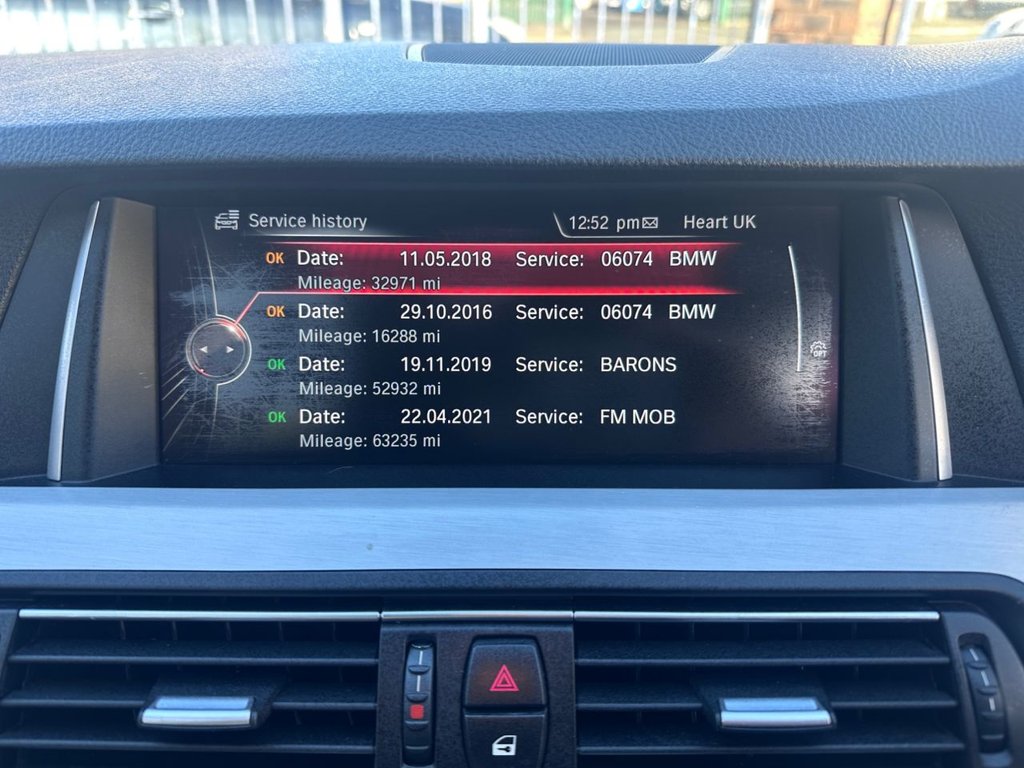 Service history 12:52 pm Heart UK
OK Date: 11.05.2018 Service: 06074 BMW
Mileage: 32971 mi
OK Date: 29.10.2016 Service: 06074 BMW
Mileage: 16288 mi
OK Date: 19.11.2019 Service: BARONS
Mileage: 52932 mi
OPT
OK Date: 22.04.2021 Service: FM MOB
Mileage: 63235 mi